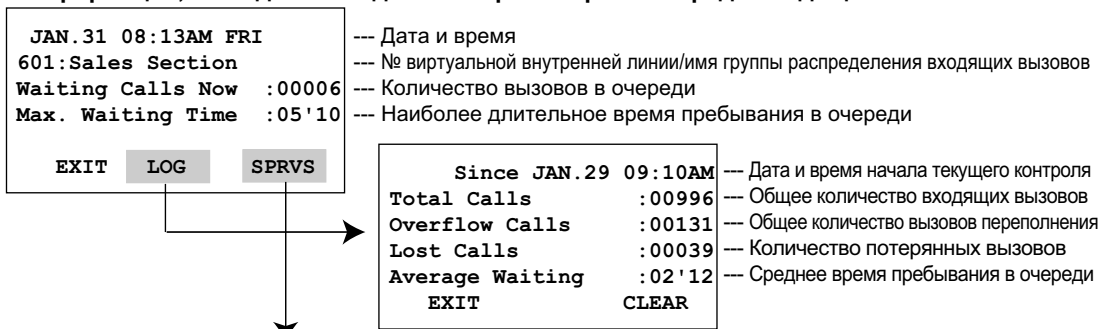 JAN.31 08:13AM FRI --- Дата и время
601:Sales Section --- № виртуальной внутренней линии/имя группы распределения входящих вызовов
Waiting Calls Now :00006 --- Количество вызовов в очереди
Max. Waiting Time :05'10 --- Наиболее длительное время пребывания в очереди
EXIT LOG SPRVS
Since JAN.29 09:10AM --- Дата и время начала текущего контроля
Total Calls :00996 --- Общее количество входящих вызовов
Overflow Calls :00131 --- Общее количество вызовов переполнения
Lost Calls :00039 --- Количество потерянных вызовов
Average Waiting :02'12 --- Среднее время пребывания в очереди
EXIT CLEAR